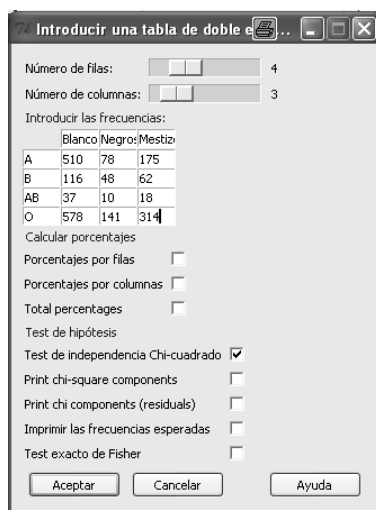 Introducir una tabla de doble e...
Número de filas: 4
Número de columnas: 3
Introducir las frecuencias:
Blanco Negros Mestizo
A 510 78 175
B 116 48 62
AB 37 10 18
O 578 141 314
Calcular porcentajes
Porcentajes por filas
Porcentajes por columnas
Total percentages
Test de hipótesis
Test de independencia Chi-cuadrado
Print chi-square components
Print chi components (residuals)
Imprimir las frecuencias esperadas
Test exacto de Fisher
Aceptar Cancelar Ayuda